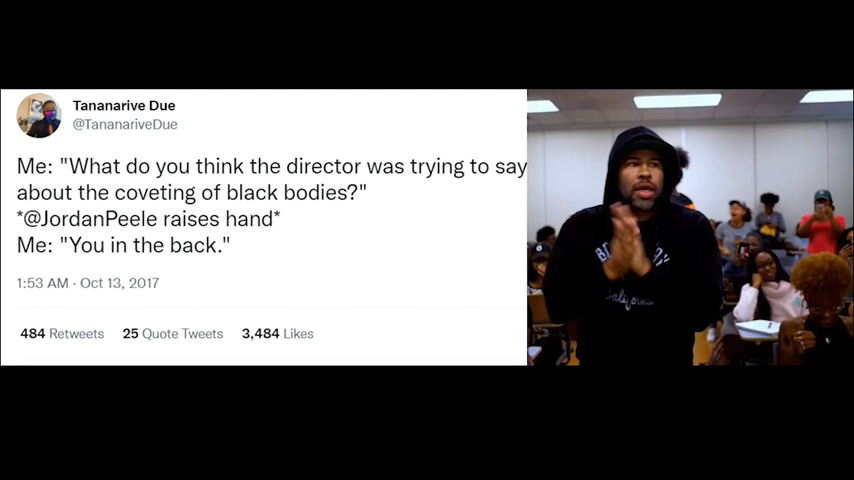 Tananarive Due
@TananariveDue
Me: "What do you think the director was trying to say
about the coveting of black bodies?"
*@JordanPeele raises hand*
Me: "You in the back."
1:53 AM · Oct 13, 2017
484 Retweets 25 Quote Tweets 3,484 Likes
California